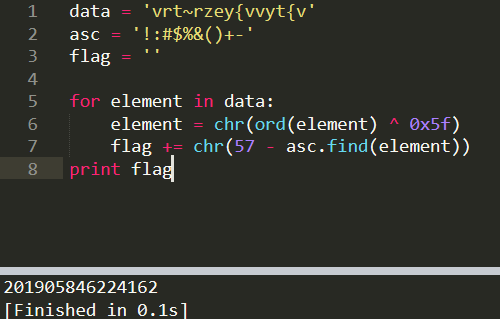 1 data = 'vrt~rzey{vvyt{v'
2 asc = '!:#$%&()+-'
3 flag = ''
4
5 for element in data:
6 element = chr(ord(element) ^ 0x5f)
7 flag += chr(57 - asc.find(element))
8 print flag
201905846224162
[Finished in 0.1s]